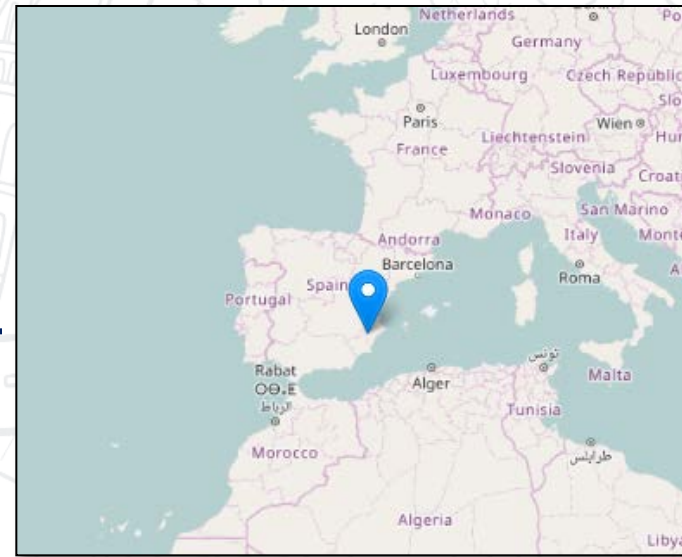 Netherlands
London
Germany
Luxembourg
Czech Republic
Paris
Wien
Liechtenstein
France
Slovenia
Monaco
San Marino
Italy
Andorra
Barcelona
Roma
Spain
Portugal
Rabat
ⵔⴱⴰⵟ
الرباط
Alger
تونس
Malta
Tunisia
طرابلس
Morocco
Algeria